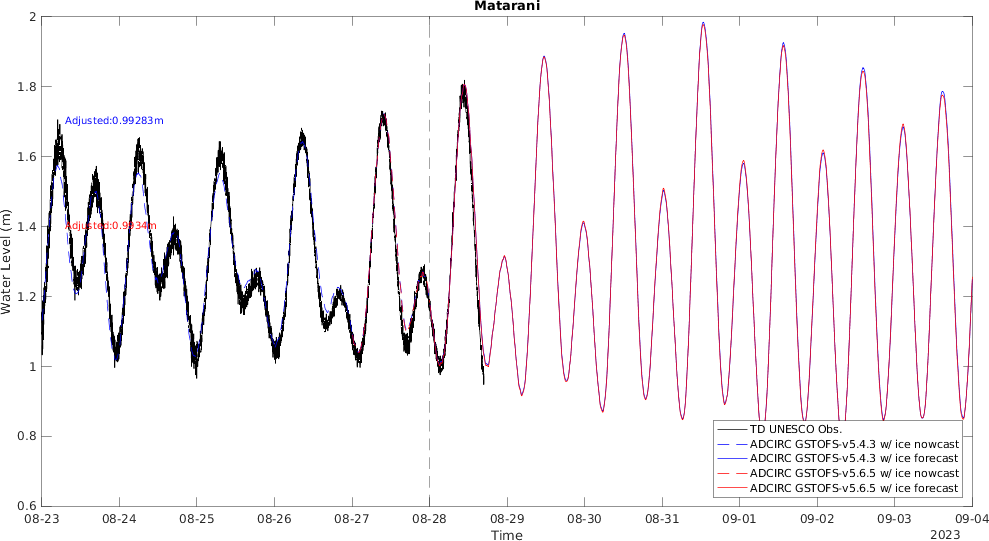 Matarani
2
1.8
1.6
1.4
1.2
1
0.8
0.6
Water Level (m)
Adjusted:0.99283m
Adjusted:0.9934m
TD UNESCO Obs.
ADCIRC GSTOFS-v5.4.3 w/ ice nowcast
ADCIRC GSTOFS-v5.4.3 w/ ice forecast
ADCIRC GSTOFS-v5.6.5 w/ ice nowcast
ADCIRC GSTOFS-v5.6.5 w/ ice forecast
08-23 08-24 08-25 08-26 08-27 08-28 08-29 08-30 08-31 09-01 09-02 09-03 09-04
Time
2023